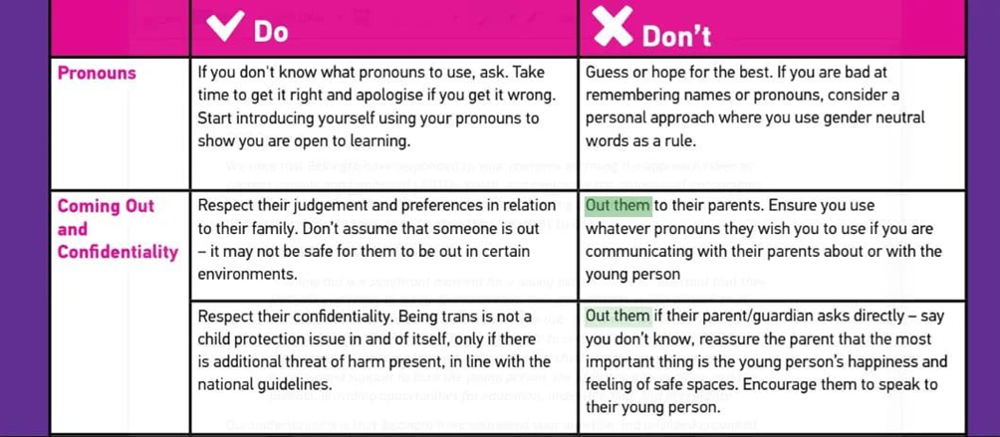 Do
Don't
Pronouns
If you don't know what pronouns to use, ask. Take
time to get it right and apologise if you get it wrong.
Start introducing yourself using your pronouns to
show you are open to learning.
Guess or hope for the best. If you are bad at
remembering names or pronouns, consider a
personal approach where you use gender neutral
words as a rule.
Coming Out
and
Confidentiality
Respect their judgement and preferences in relation
to their family. Don't assume that someone is out
– it may not be safe for them to be out in certain
environments.
Out them to their parents. Ensure you use
whatever pronouns they wish you to use if you are
communicating with their parents about or with the
young person
Respect their confidentiality. Being trans is not a
child protection issue in and of itself, only if there
is additional threat of harm present, in line with the
national guidelines.
Out them if their parent/guardian asks directly – say
you don't know, reassure the parent that the most
important thing is the young person's happiness and
feeling of safe spaces. Encourage them to speak to
their young person.